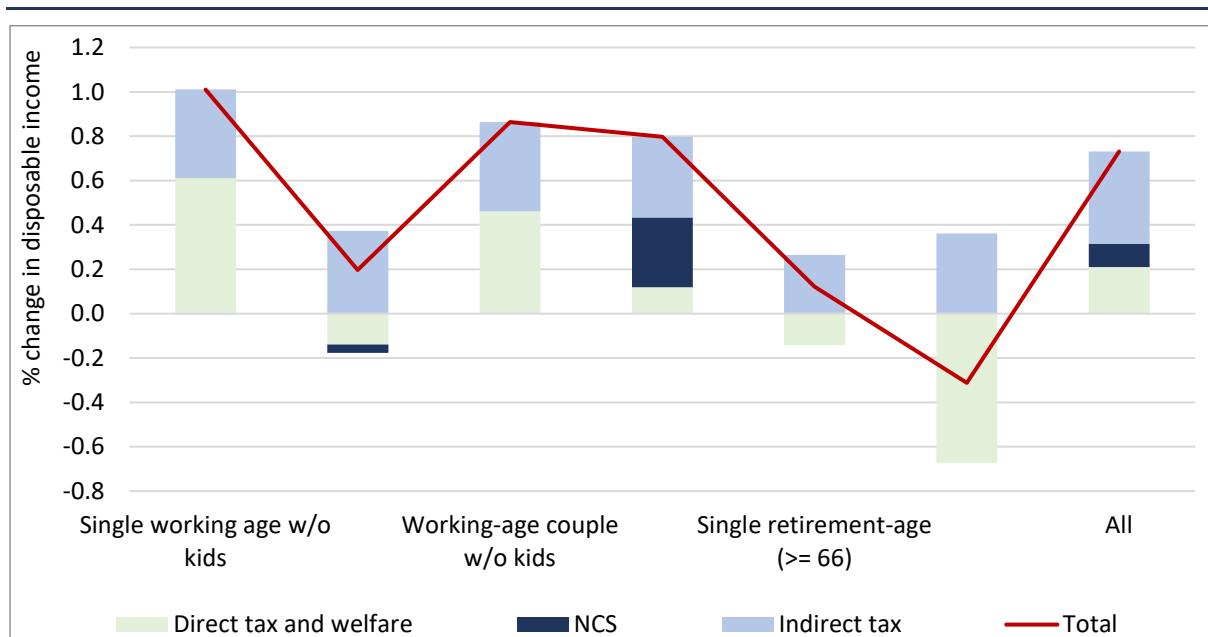 % change in disposable income
1.2
1.0
0.8
0.6
0.4
0.2
0.0
-0.2
-0.4
-0.6
-0.8
Single working age w/o
kids
Working-age couple
w/o kids
Single retirement-age
(>= 66)
All
Direct tax and welfare
NCS
Indirect tax
Total